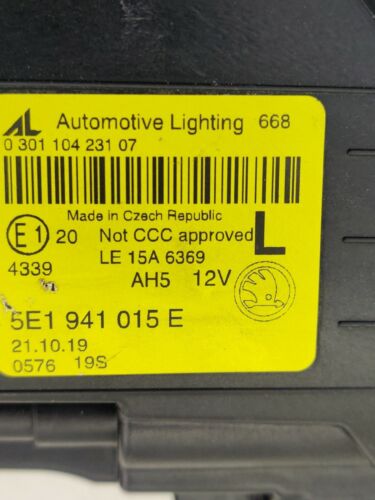 AL Automotive Lighting 668
0 301 104 231 07
Made in Czech Republic
E1 20 Not CCC approved L
4339 LE 15A 6369
AH5 12V
5E1 941 015 E
21.10.19
0576 19S